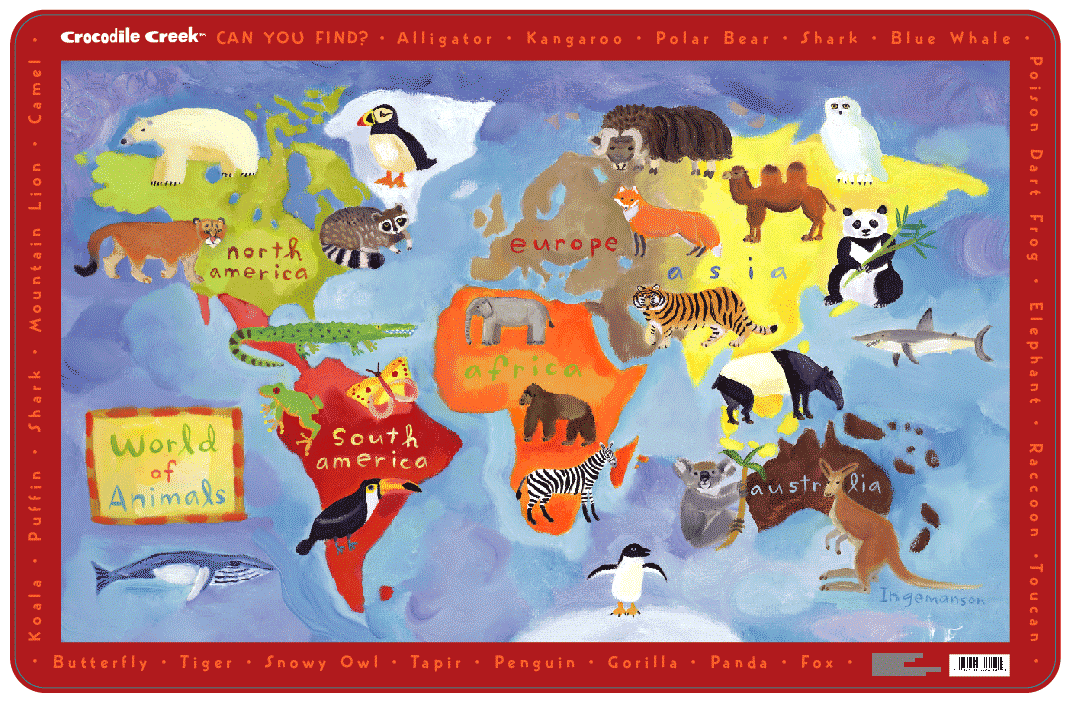 Crocodile Creek™ CAN YOU FIND? • Alligator • Kangaroo • Polar Bear • Shark • Blue Whale •
Poison Dart Frog • Elephant • Raccoon • Toucan •
Koala • Puffin • Shark • Mountain Lion • Camel •
north
america
europe
asia
africa
World
of
Animals
south
america
australia
Ingemanson
• Butterfly • Tiger • Snowy Owl • Tapir • Penguin • Gorilla • Panda • Fox •